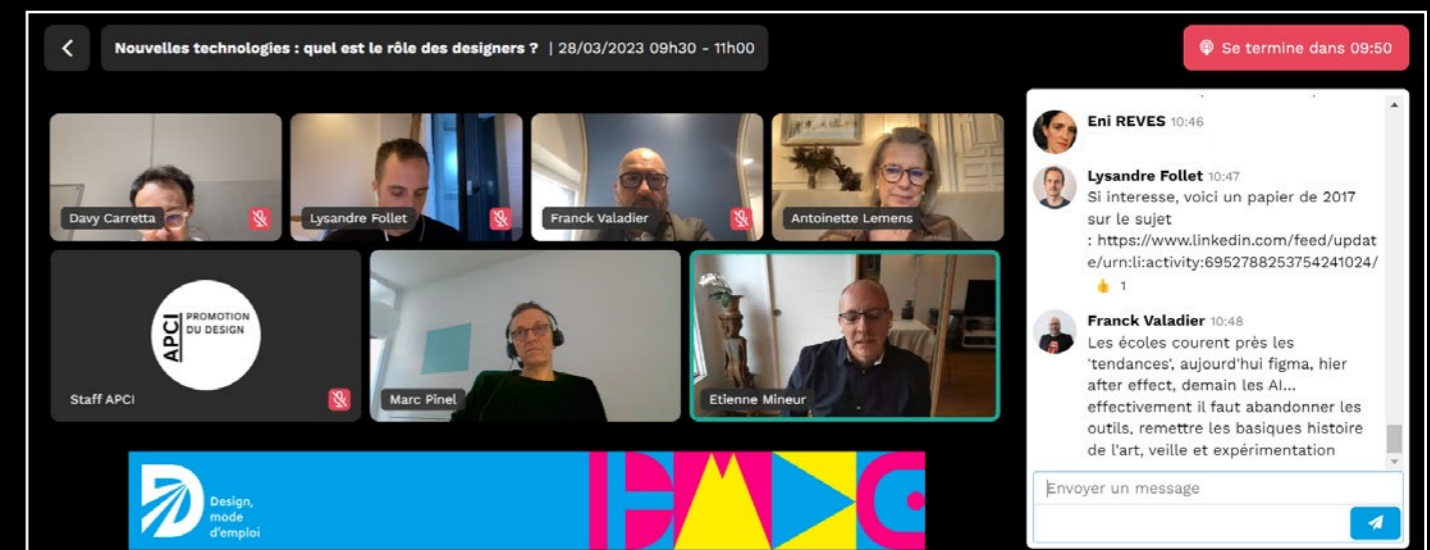 Nouvelles technologies : quel est le rôle des designers ? | 28/03/2023 09h30 - 11h00
Se termine dans 09:50
Davy Carretta
Lysandre Follet
Franck Valadier
Antoinette Lemens
APCI
PROMOTION
DU DESIGN
Staff APCI
Marc Pinel
Etienne Mineur
Design,
mode
d'emploi
Eni REVES 10:46
Lysandre Follet 10:47
Si interesse, voici un papier de 2017
sur le sujet
: https://www.linkedin.com/feed/updat
e/urn:li:activity:6952788253754241024/
👍 1
Franck Valadier 10:48
Les écoles courent près les
'tendances', aujourd'hui figma, hier
after effect, demain les AI...
effectivement il faut abandonner les
outils, remettre les basiques histoire
de l'art, veille et expérimentation
Envoyer un message